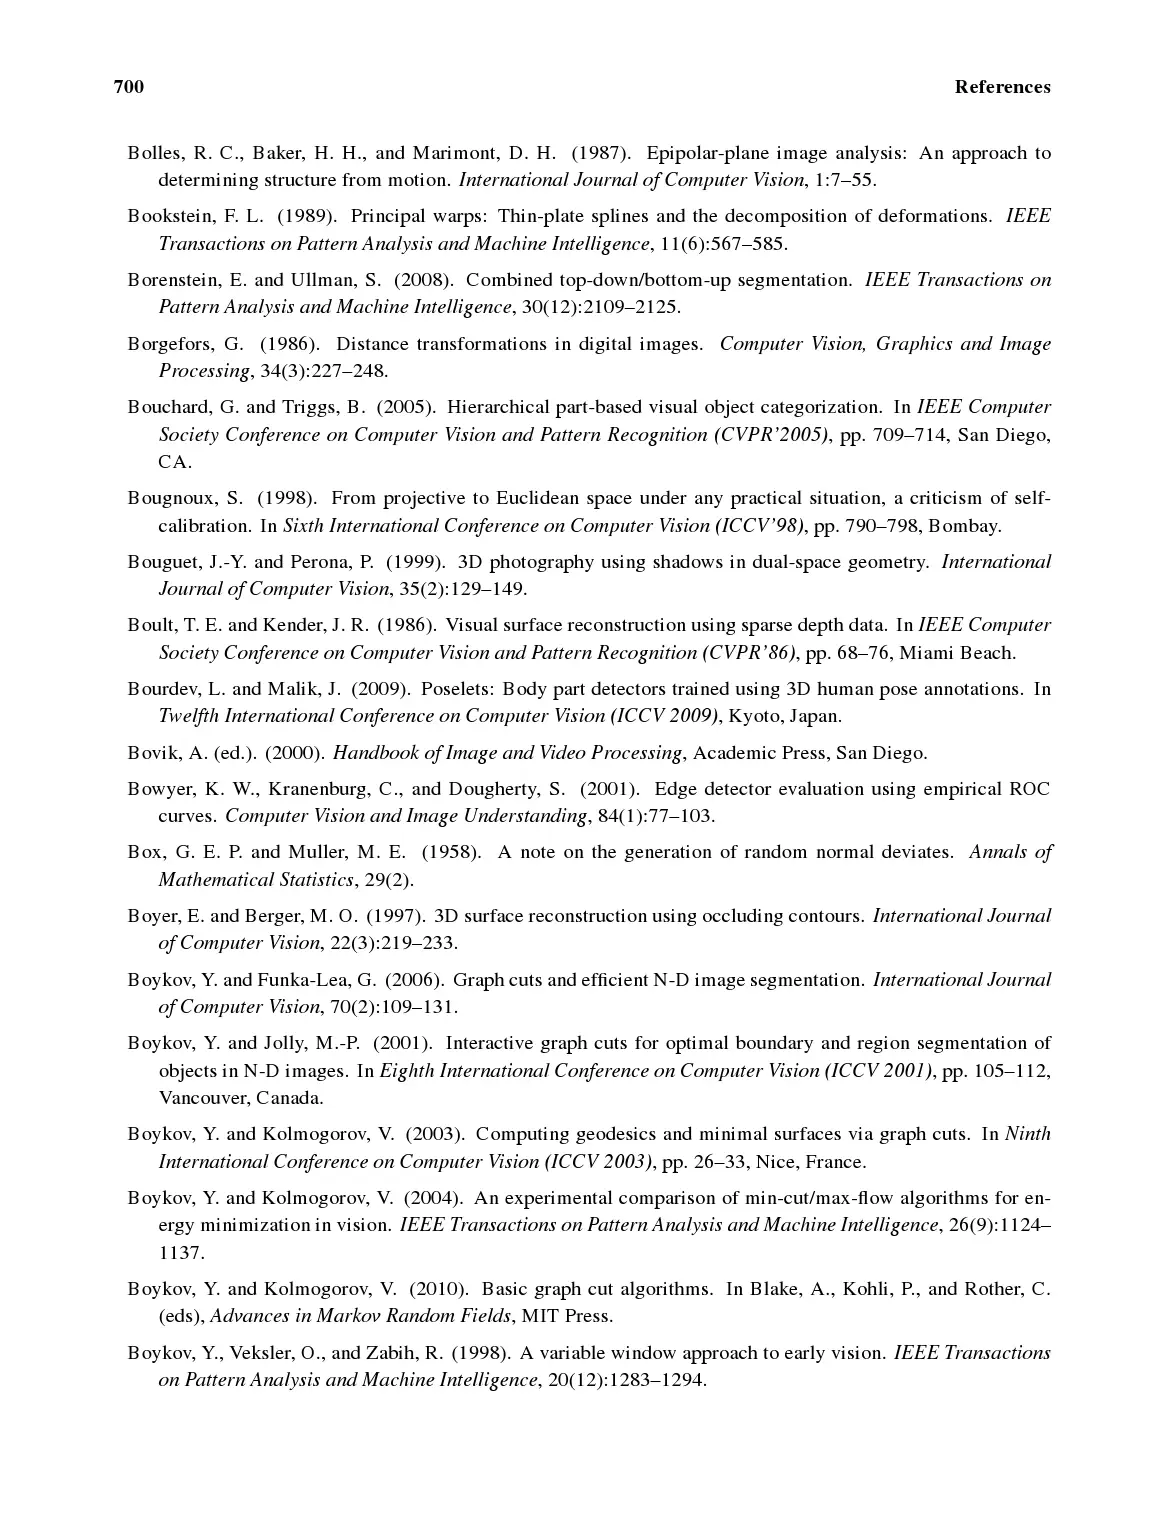 700 References
Bolles, R. C., Baker, H. H., and Marimont, D. H. (1987). Epipolar-plane image analysis: An approach to
determining structure from motion. International Journal of Computer Vision, 1:7–55.
Bookstein, F. L. (1989). Principal warps: Thin-plate splines and the decomposition of deformations. IEEE
Transactions on Pattern Analysis and Machine Intelligence, 11(6):567–585.
Borenstein, E. and Ullman, S. (2008). Combined top-down/bottom-up segmentation. IEEE Transactions on
Pattern Analysis and Machine Intelligence, 30(12):2109–2125.
Borgefors, G. (1986). Distance transformations in digital images. Computer Vision, Graphics and Image
Processing, 34(3):227–248.
Bouchard, G. and Triggs, B. (2005). Hierarchical part-based visual object categorization. In IEEE Computer
Society Conference on Computer Vision and Pattern Recognition (CVPR’2005), pp. 709–714, San Diego,
CA.
Bougnoux, S. (1998). From projective to Euclidean space under any practical situation, a criticism of self-
calibration. In Sixth International Conference on Computer Vision (ICCV’98), pp. 790–798, Bombay.
Bouguet, J.-Y. and Perona, P. (1999). 3D photography using shadows in dual-space geometry. International
Journal of Computer Vision, 35(2):129–149.
Boult, T. E. and Kender, J. R. (1986). Visual surface reconstruction using sparse depth data. In IEEE Computer
Society Conference on Computer Vision and Pattern Recognition (CVPR’86), pp. 68–76, Miami Beach.
Bourdev, L. and Malik, J. (2009). Poselets: Body part detectors trained using 3D human pose annotations. In
Twelfth International Conference on Computer Vision (ICCV 2009), Kyoto, Japan.
Bovik, A. (ed.). (2000). Handbook of Image and Video Processing, Academic Press, San Diego.
Bowyer, K. W., Kranenburg, C., and Dougherty, S. (2001). Edge detector evaluation using empirical ROC
curves. Computer Vision and Image Understanding, 84(1):77–103.
Box, G. E. P. and Muller, M. E. (1958). A note on the generation of random normal deviates. Annals of
Mathematical Statistics, 29(2).
Boyer, E. and Berger, M. O. (1997). 3D surface reconstruction using occluding contours. International Journal
of Computer Vision, 22(3):219–233.
Boykov, Y. and Funka-Lea, G. (2006). Graph cuts and efficient N-D image segmentation. International Journal
of Computer Vision, 70(2):109–131.
Boykov, Y. and Jolly, M.-P. (2001). Interactive graph cuts for optimal boundary and region segmentation of
objects in N-D images. In Eighth International Conference on Computer Vision (ICCV 2001), pp. 105–112,
Vancouver, Canada.
Boykov, Y. and Kolmogorov, V. (2003). Computing geodesics and minimal surfaces via graph cuts. In Ninth
International Conference on Computer Vision (ICCV 2003), pp. 26–33, Nice, France.
Boykov, Y. and Kolmogorov, V. (2004). An experimental comparison of min-cut/max-flow algorithms for en-
ergy minimization in vision. IEEE Transactions on Pattern Analysis and Machine Intelligence, 26(9):1124–
1137.
Boykov, Y. and Kolmogorov, V. (2010). Basic graph cut algorithms. In Blake, A., Kohli, P., and Rother, C.
(eds), Advances in Markov Random Fields, MIT Press.
Boykov, Y., Veksler, O., and Zabih, R. (1998). A variable window approach to early vision. IEEE Transactions
on Pattern Analysis and Machine Intelligence, 20(12):1283–1294.